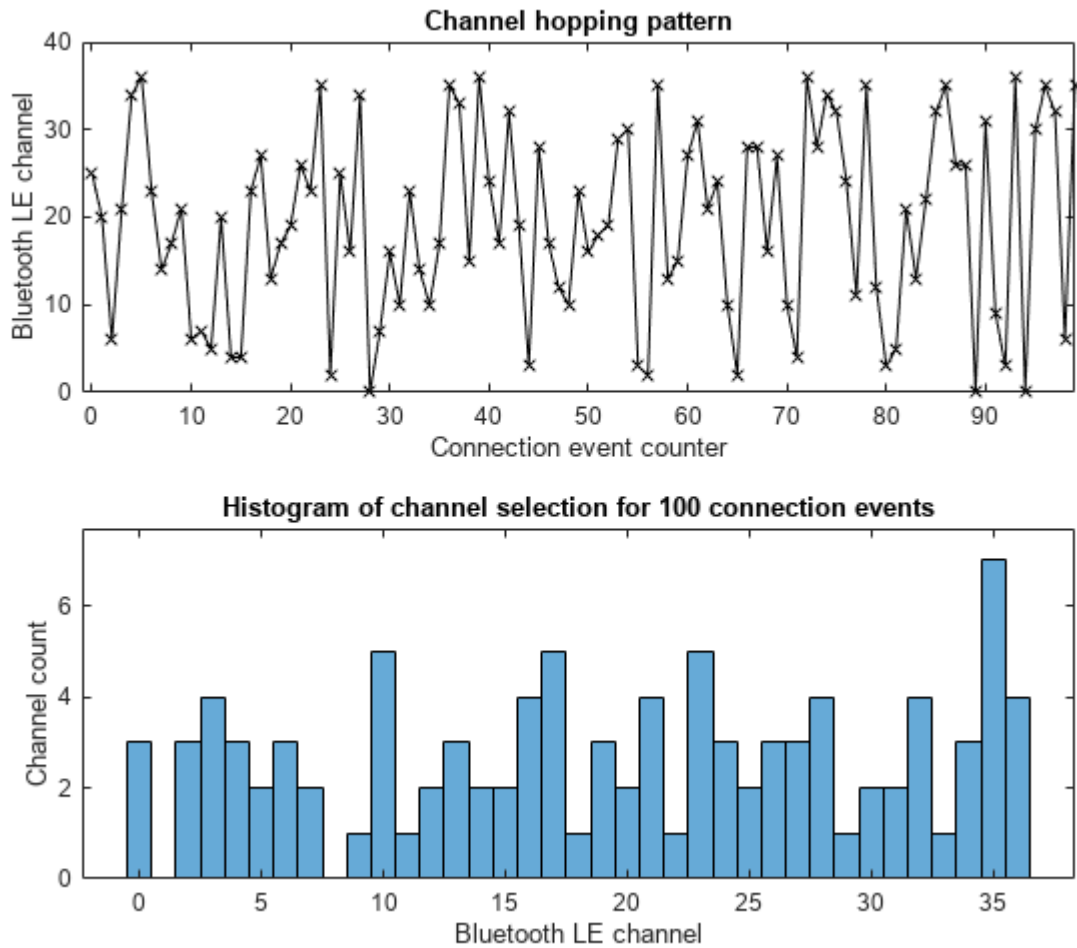 Channel hopping pattern
40
30
20
10
0
Bluetooth LE channel
0 10 20 30 40 50 60 70 80 90
Connection event counter
Histogram of channel selection for 100 connection events
6
4
2
0
Channel count
0 5 10 15 20 25 30 35
Bluetooth LE channel